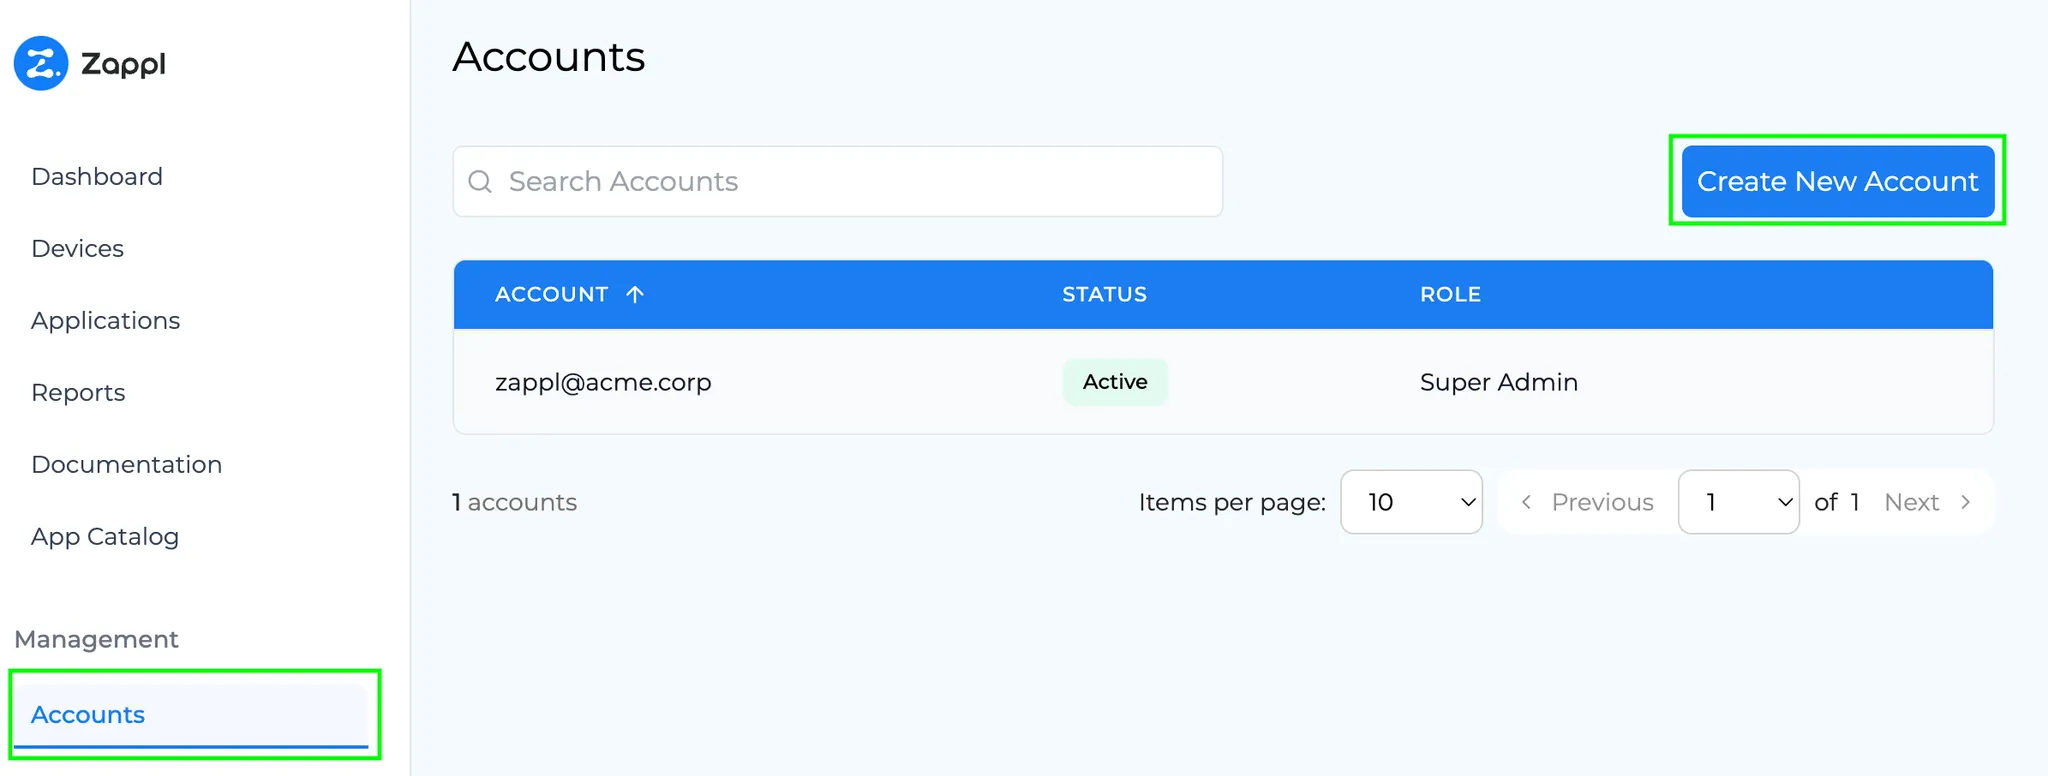 Zappl
Dashboard
Devices
Applications
Reports
Documentation
App Catalog
Management
Accounts
Accounts
Search Accounts
Create New Account
ACCOUNT STATUS ROLE
zappl@acme.corp Active Super Admin
1 accounts Items per page: 10 Previous 1 of 1 Next